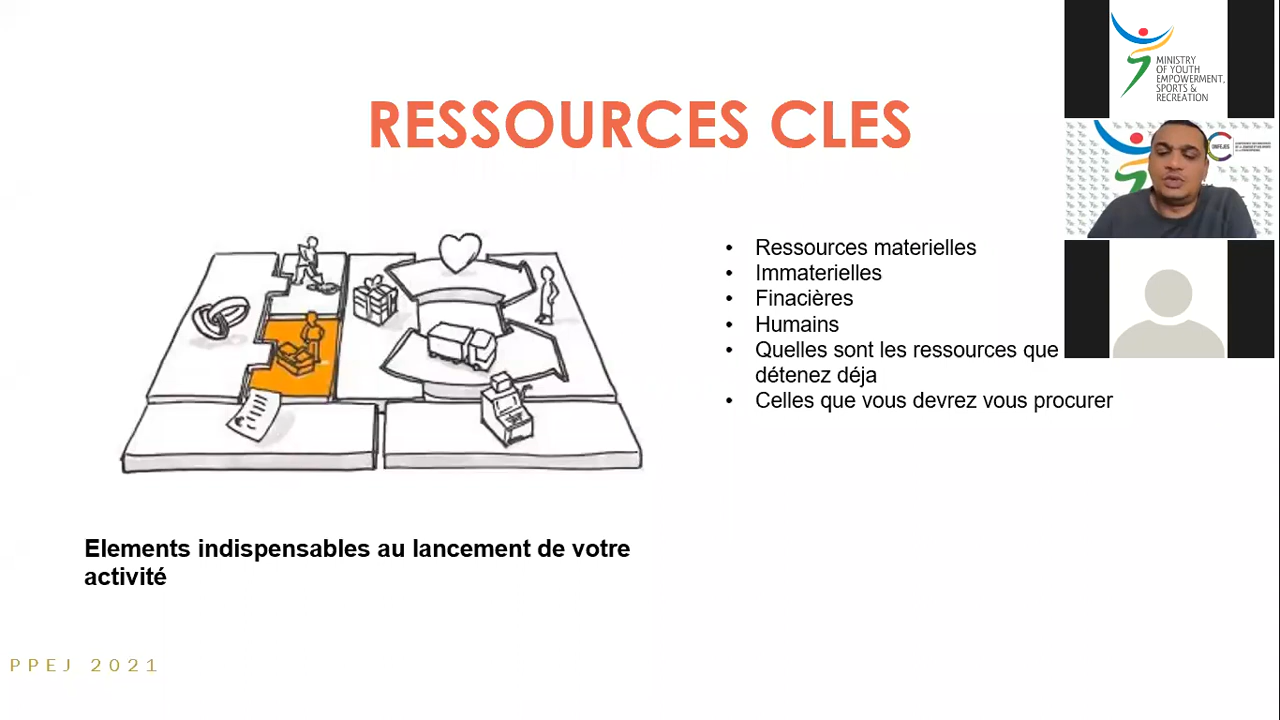 RESSOURCES CLES
• Ressources materielles
• Immaterielles
• Finacières
• Humains
• Quelles sont les ressources que
détenez déja
• Celles que vous devrez vous procurer
Elements indispensables au lancement de votre
activité
PPEJ 2021
MINISTRY
OF YOUTH
EMPOWERMENT,
SPORTS &
RECREATION